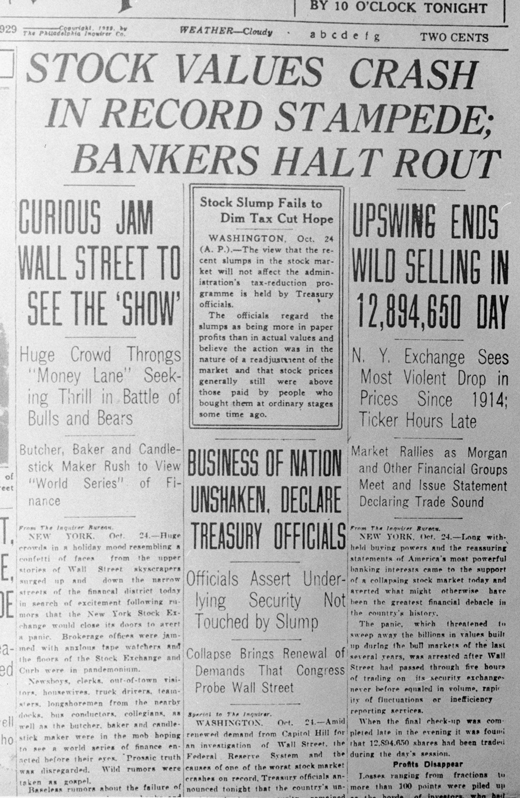 BY 10 O'CLOCK TONIGHT
1929
Copyright, 1929, by
The Philadelphia Inquirer Co.
WEATHER—Cloudy
a b c d e f g
TWO CENTS
STOCK VALUES CRASH
IN RECORD STAMPEDE;
BANKERS HALT ROUT
CURIOUS JAM
WALL STREET TO
SEE THE 'SHOW'
Huge Crowd Throngs
"Money Lane" Seek-
ing Thrill in Battle of
Bulls and Bears
Butcher, Baker and Candle-
stick Maker Rush to View
"World Series" of Fi-
nance
From The Inquirer Bureau.
NEW YORK, Oct. 24.—Huge
crowds in a holiday mood resembling a
confetti of faces from the upper
stories of Wall Street skyscrapers
surged up and down the narrow
streets of the financial district today
in search of excitement following ru-
mors that the New York Stock Ex-
change would close its doors to avert
a panic. Brokerage offices were jam-
med with anxious tape watchers and
the floors of the Stock Exchange and
Curb were in pandemonium.
Newsboys, clerks, out-of-town visi-
tors, housewives, truck drivers, team-
sters, longshoremen from the nearby
docks, bus conductors, collegians, as
well as the butcher, baker and candle-
stick maker were in the mob hoping
to see a world series of finance en-
acted before their eyes. Prosaic truth
was disregarded. Wild rumors were
taken as gospel.
Baseless rumors about the failure of
Stock Slump Fails to
Dim Tax Cut Hope
WASHINGTON, Oct. 24
(A. P.).—The view that the re-
cent slumps in the stock mar-
ket will not affect the admin-
istration's tax-reduction pro-
gramme is held by Treasury
officials.
The officials regard the
slumps as being more in paper
profits than in actual values and
believe the action was in the
nature of a readjustment of the
market and that stock prices
generally still were above
those paid by people who
bought them at ordinary stages
some time ago.
BUSINESS OF NATION
UNSHAKEN, DECLARE
TREASURY OFFICIALS
Officials Assert Under-
lying Security Not
Touched by Slump
Collapse Brings Renewal of
Demands That Congress
Probe Wall Street
Special to The Inquirer.
WASHINGTON, Oct. 24.—Amid
renewed demand from Capitol Hill for
an investigation of Wall Street, the
Federal Reserve System and the
causes of one of the worst stock market
crashes on record, Treasury officials an-
nounced tonight that the country's un-
UPSWING ENDS
WILD SELLING IN
12,894,650 DAY
N. Y. Exchange Sees
Most Violent Drop in
Prices Since 1914;
Ticker Hours Late
Market Rallies as Morgan
and Other Financial Groups
Meet and Issue Statement
Declaring Trade Sound
From The Inquirer Bureau.
NEW YORK, Oct. 24.—Long with-
held buying powers and the reassuring
statements of America's most powerful
banking interests came to the support
of a collapsing stock market today and
averted what might otherwise have
been the greatest financial debacle in
the country's history.
The panic, which threatened to
sweep away the billions in values built
up during the bull markets of the last
several years, was arrested after Wall
Street had passed through five hours
of trading on its security exchange
never before equaled in volume, rapid-
ity of fluctuations or inefficiency
reporting services.
When the final check-up was com-
pleted late in the evening it was found
that 12,894,650 shares had been traded
during the day's session.
Profits Disappear
Losses ranging from fractions to
more than 100 points were piled up